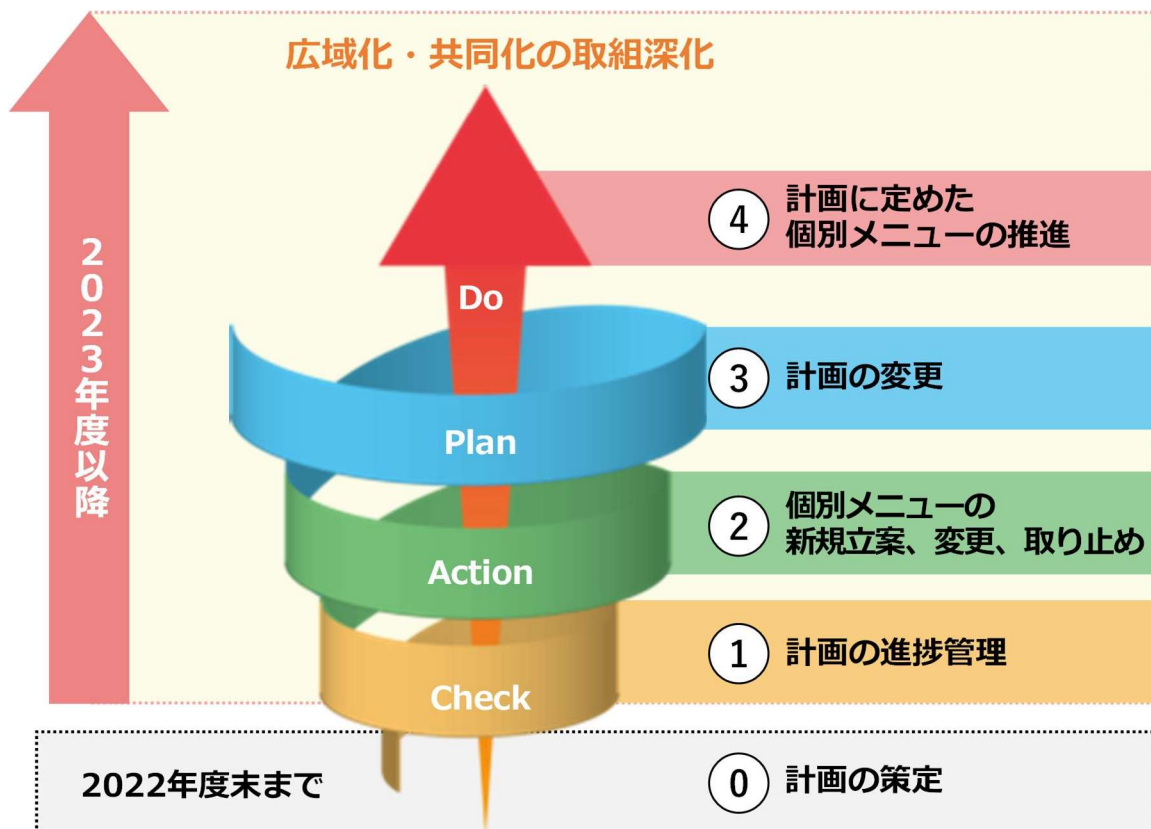 広域化・共同化の取組深化
2023年度以降
④ 計画に定めた
個別メニューの推進
Do
③ 計画の変更
Plan
② 個別メニューの
新規立案、変更、取り止め
Action
① 計画の進捗管理
Check
2022年度末まで
⓪ 計画の策定